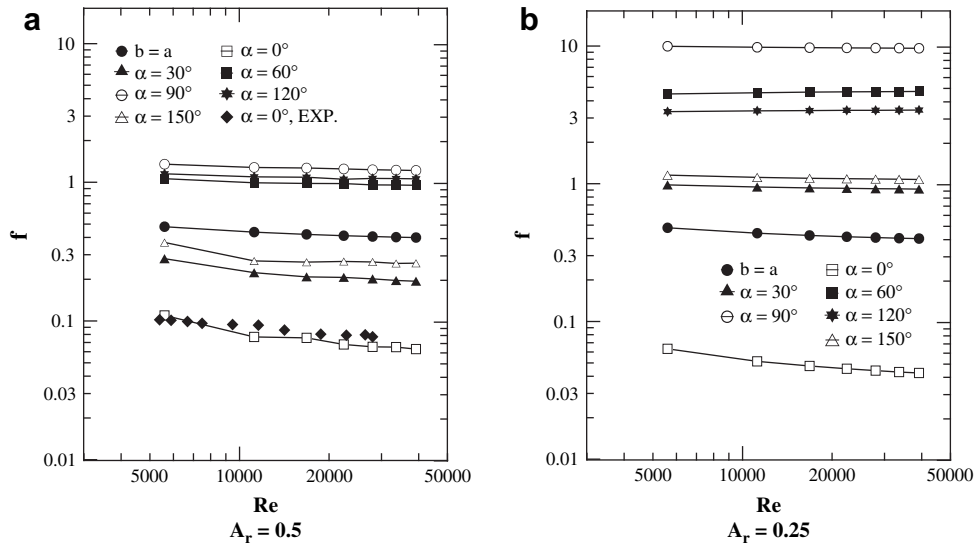 a
10
3
1
0.3
0.1
0.03
0.01
f
b = a
α = 0°
α = 30°
α = 60°
α = 90°
α = 120°
α = 150°
α = 0°, EXP.
5000
10000
20000
50000
Re
A_r = 0.5
b
10
3
1
0.3
0.1
0.03
0.01
f
b = a
α = 0°
α = 30°
α = 60°
α = 90°
α = 120°
α = 150°
5000
10000
20000
50000
Re
A_r = 0.25